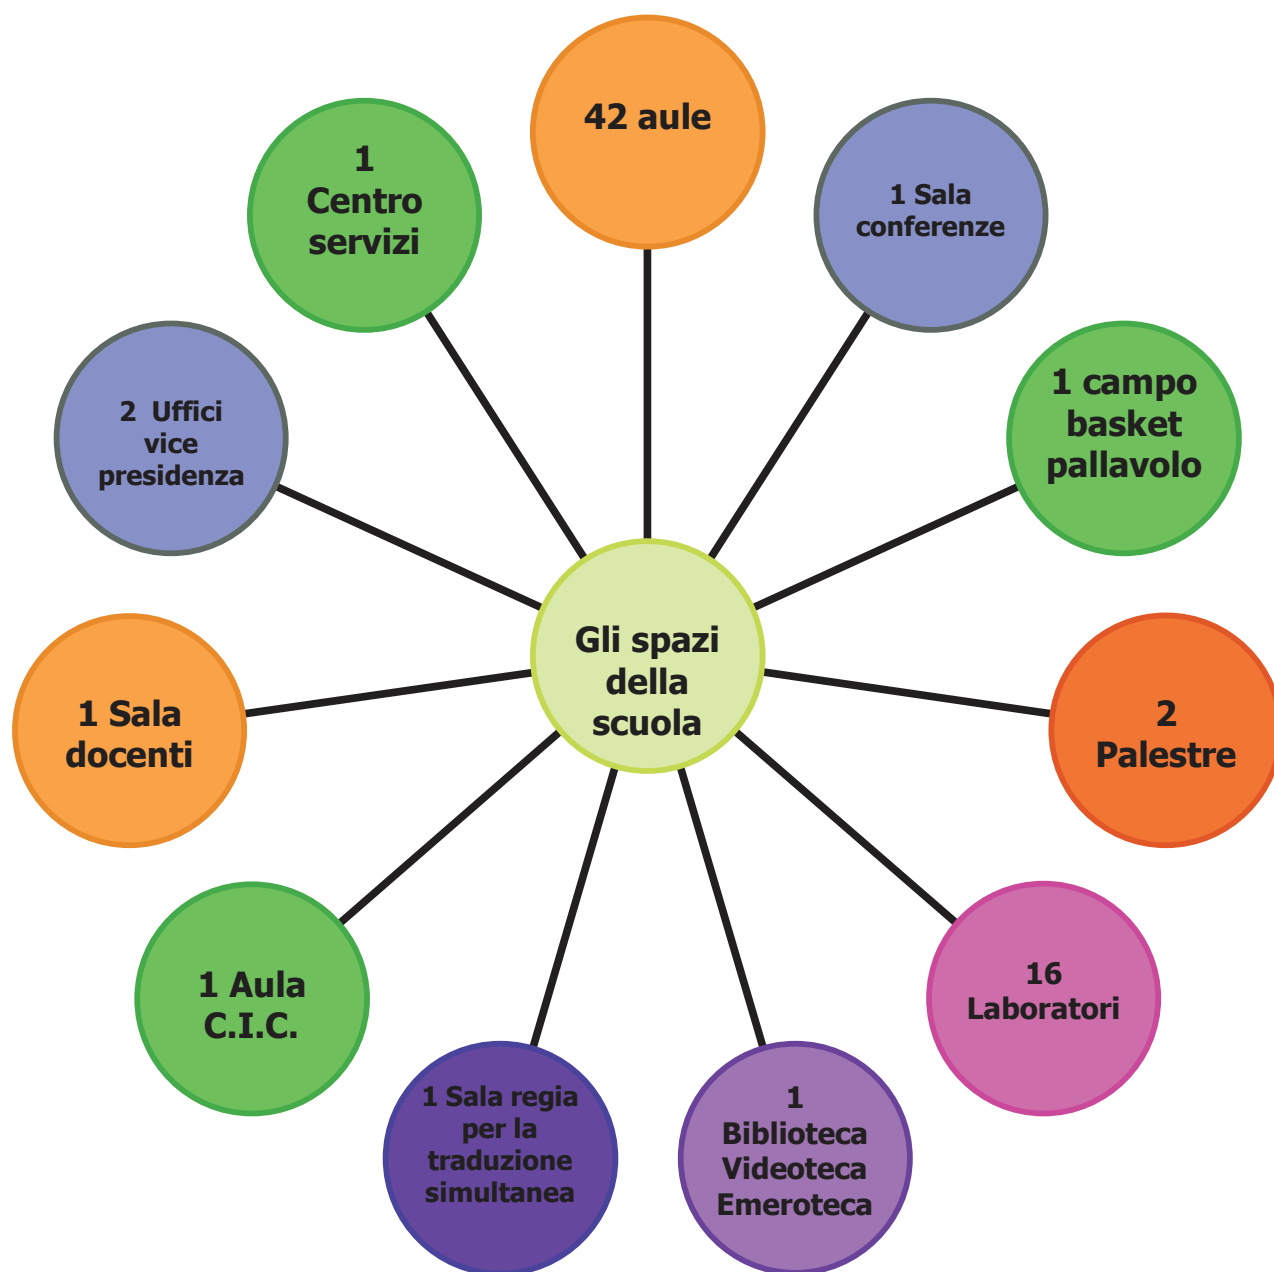 42 aule
1 Sala
conferenze
1 campo
basket
pallavolo
2
Palestre
16
Laboratori
1
Biblioteca
Videoteca
Emeroteca
1 Sala regia
per la
traduzione
simultanea
1 Aula
C.I.C.
1 Sala
docenti
2 Uffici
vice
presidenza
1
Centro
servizi
Gli spazi
della
scuola